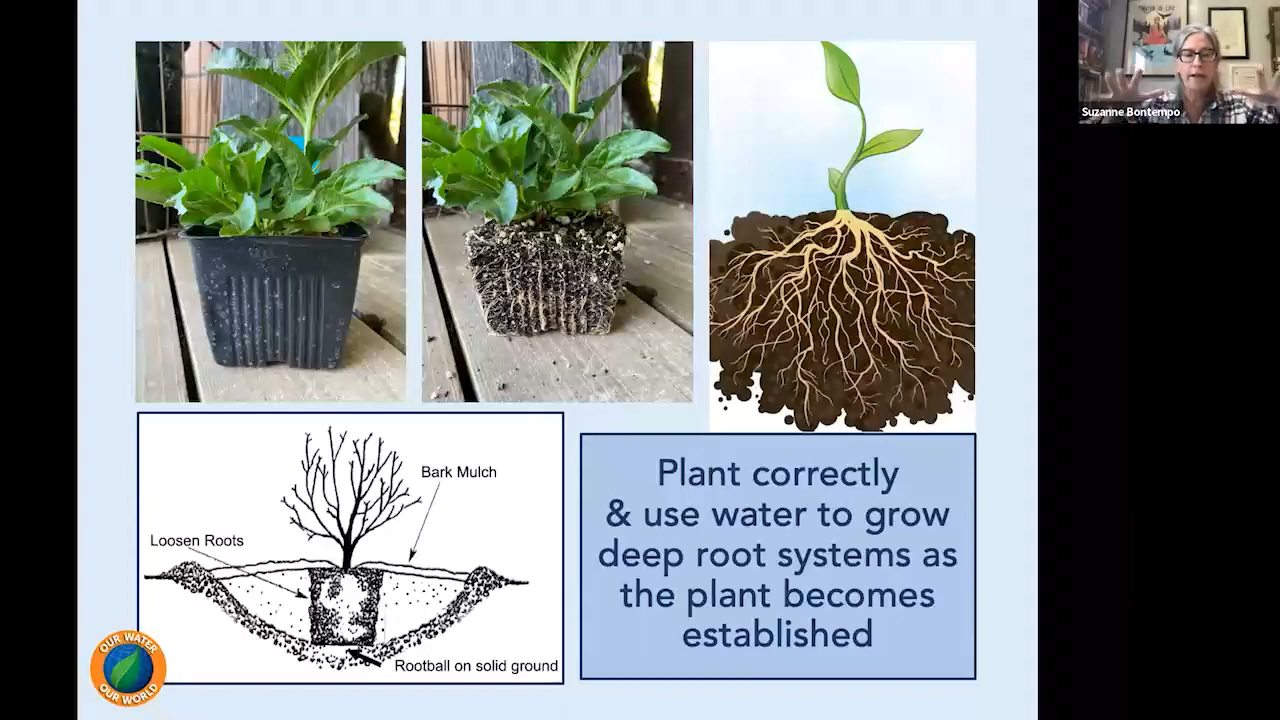 Suzanne Bontempo
Bark Mulch
Loosen Roots
Rootball on solid ground
Plant correctly
& use water to grow
deep root systems as
the plant becomes
established
OUR WATER
OUR WORLD